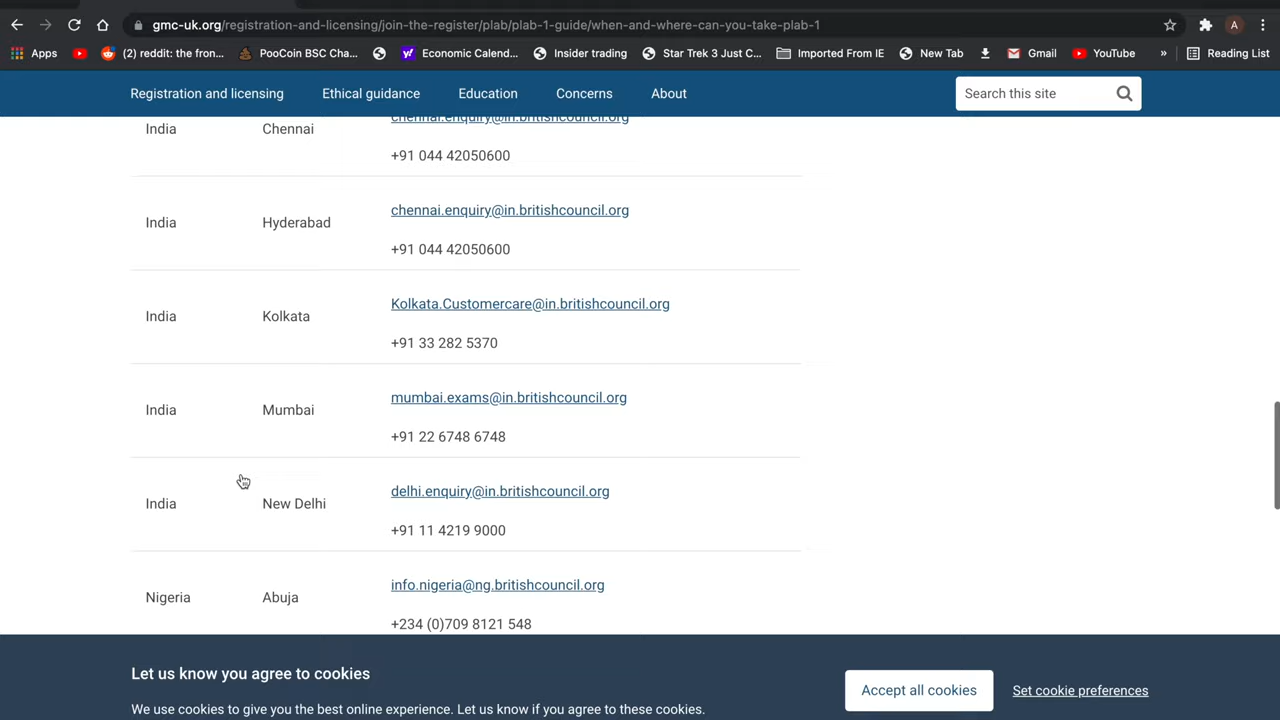 gmc-uk.org/registration-and-licensing/join-the-register/plab/plab-1-guide/when-and-where-can-you-take-plab-1
A
Apps
reddit: the fron...
PooCoin BSC Cha...
Economic Calend...
Insider trading
Star Trek 3 Just C...
Imported From IE
New Tab
Gmail
YouTube
»
Reading List
Registration and licensing
Ethical guidance
Education
Concerns
About
Search this site
India
Chennai
chennai.enquiry@in.britishcouncil.org
+91 044 42050600
India
Hyderabad
chennai.enquiry@in.britishcouncil.org
+91 044 42050600
India
Kolkata
Kolkata.Customercare@in.britishcouncil.org
+91 33 282 5370
India
Mumbai
mumbai.exams@in.britishcouncil.org
+91 22 6748 6748
India
New Delhi
delhi.enquiry@in.britishcouncil.org
+91 11 4219 9000
Nigeria
Abuja
info.nigeria@ng.britishcouncil.org
+234 (0)709 8121 548
Let us know you agree to cookies
We use cookies to give you the best online experience. Let us know if you agree to these cookies.
Accept all cookies
Set cookie preferences